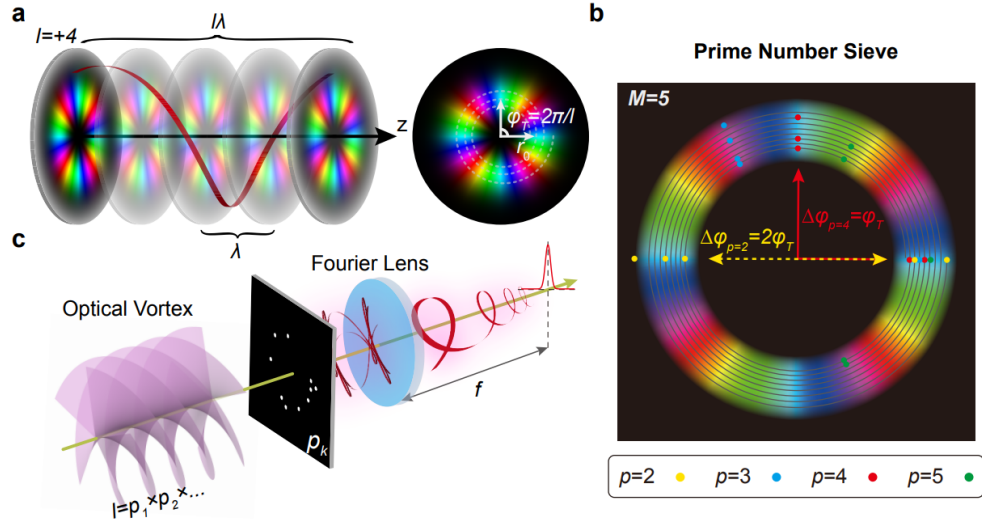 a
l=+4
lλ
z
λ
φT=2π/l
r0
b
Prime Number Sieve
M=5
Δφp=4=φT
Δφp=2=2φT
p=2
p=3
p=4
p=5
c
Optical Vortex
l=p1×p2×...
pk
Fourier Lens
f